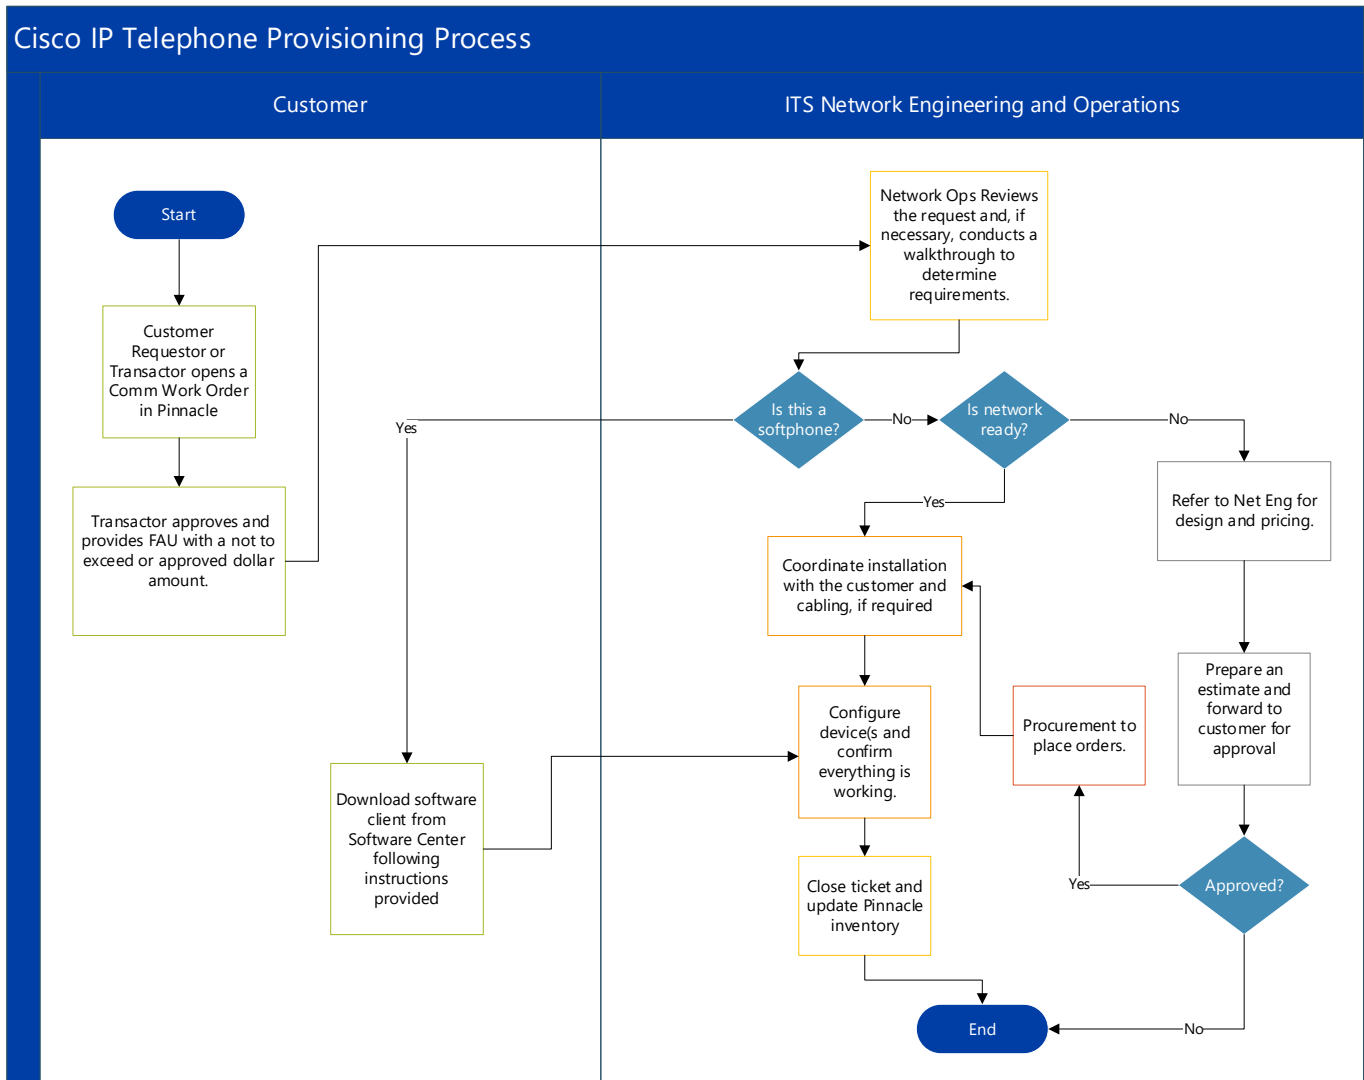 Cisco IP Telephone Provisioning Process
Customer
ITS Network Engineering and Operations
Start
Customer
Requestor or
Transactor opens a
Comm Work Order
in Pinnacle
Transactor approves and
provides FAU with a not to
exceed or approved dollar
amount.
Network Ops Reviews
the request and, if
necessary, conducts a
walkthrough to
determine
requirements.
Is this a
softphone?
Yes
No
Is network
ready?
No
Yes
Refer to Net Eng for
design and pricing.
Coordinate installation
with the customer and
cabling, if required
Prepare an
estimate and
forward to
customer for
approval
Procurement to
place orders.
Configure
device(s and
confirm
everything is
working.
Download software
client from
Software Center
following
instructions
provided
Approved?
Yes
Close ticket and
update Pinnacle
inventory
No
End